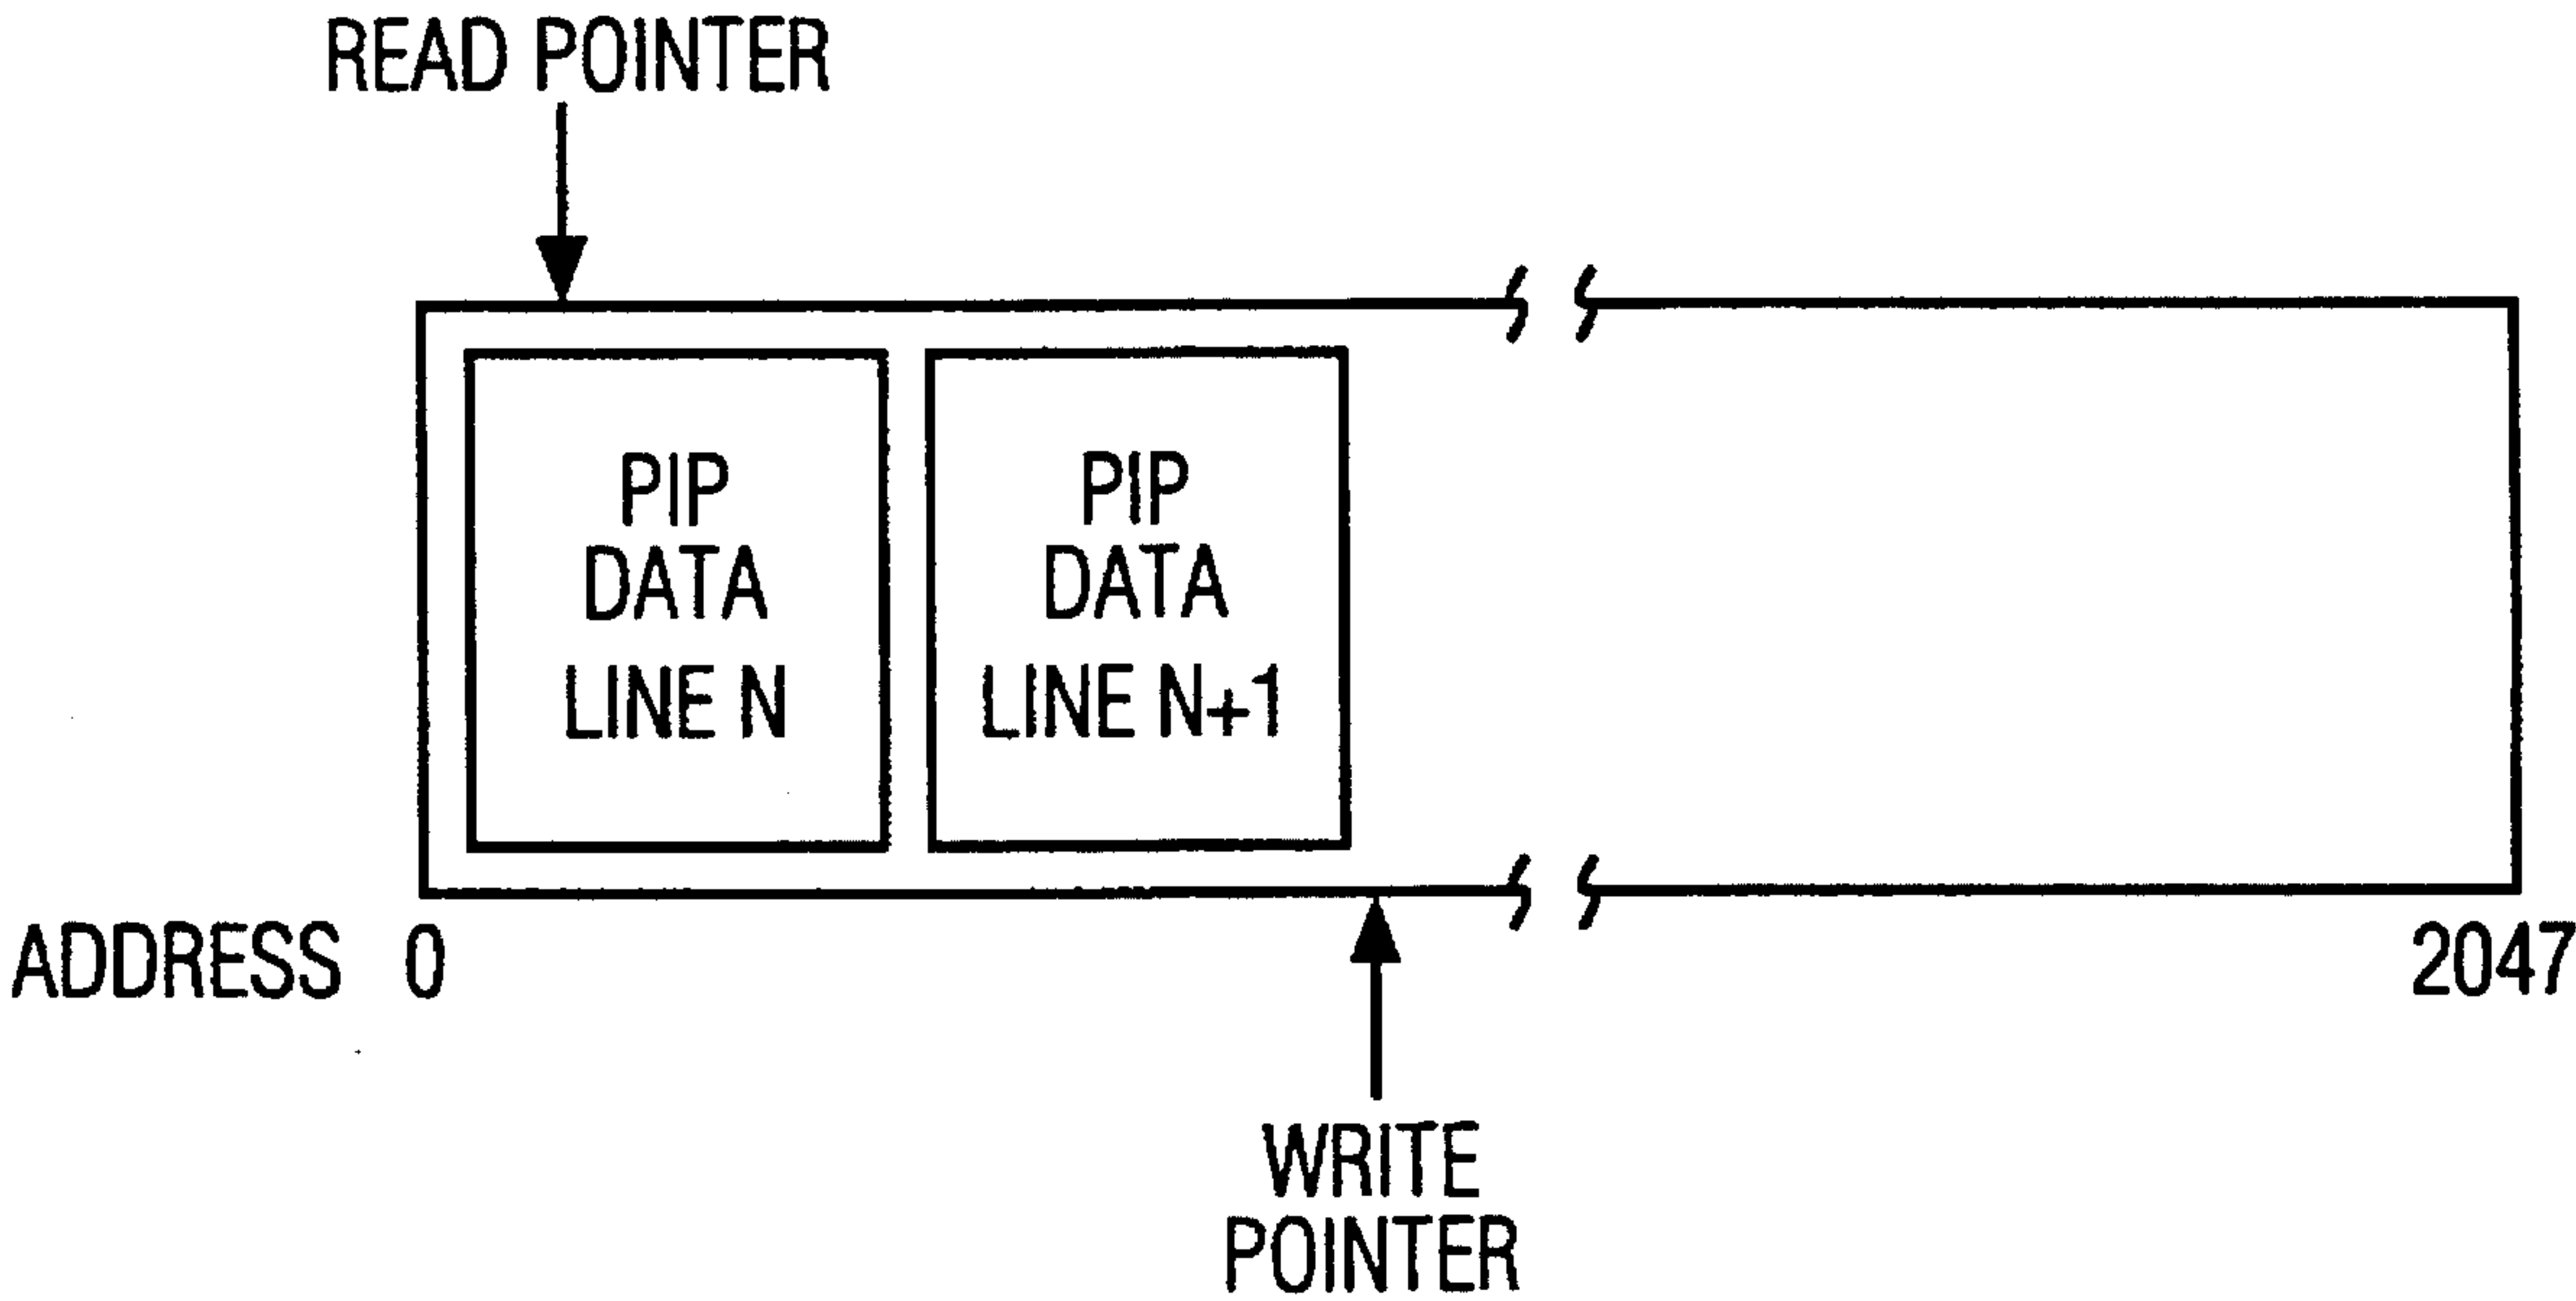 READ POINTER
PIP
DATA
LINE N
PIP
DATA
LINE N+1
ADDRESS 0
2047
WRITE
POINTER